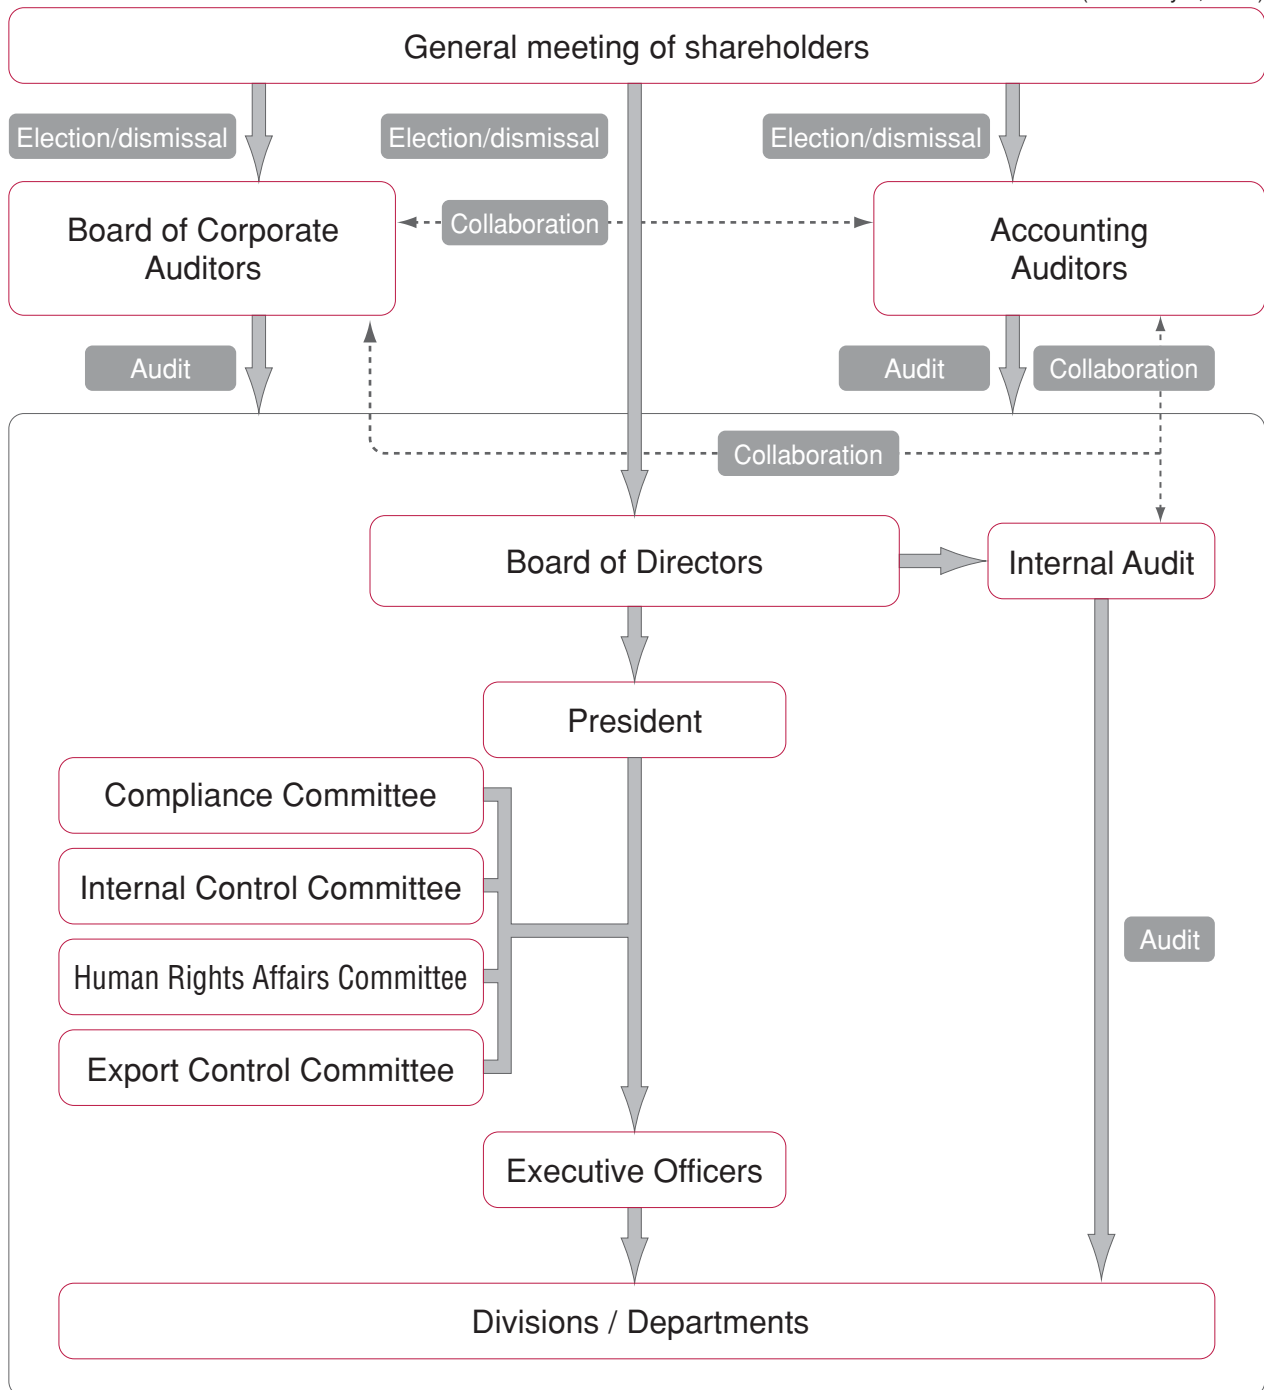 General meeting of shareholders
Election/dismissal
Election/dismissal
Election/dismissal
Board of Corporate
Auditors
Collaboration
Accounting
Auditors
Audit
Audit
Collaboration
Collaboration
Board of Directors
Internal Audit
President
Compliance Committee
Internal Control Committee
Human Rights Affairs Committee
Audit
Export Control Committee
Executive Officers
Divisions / Departments